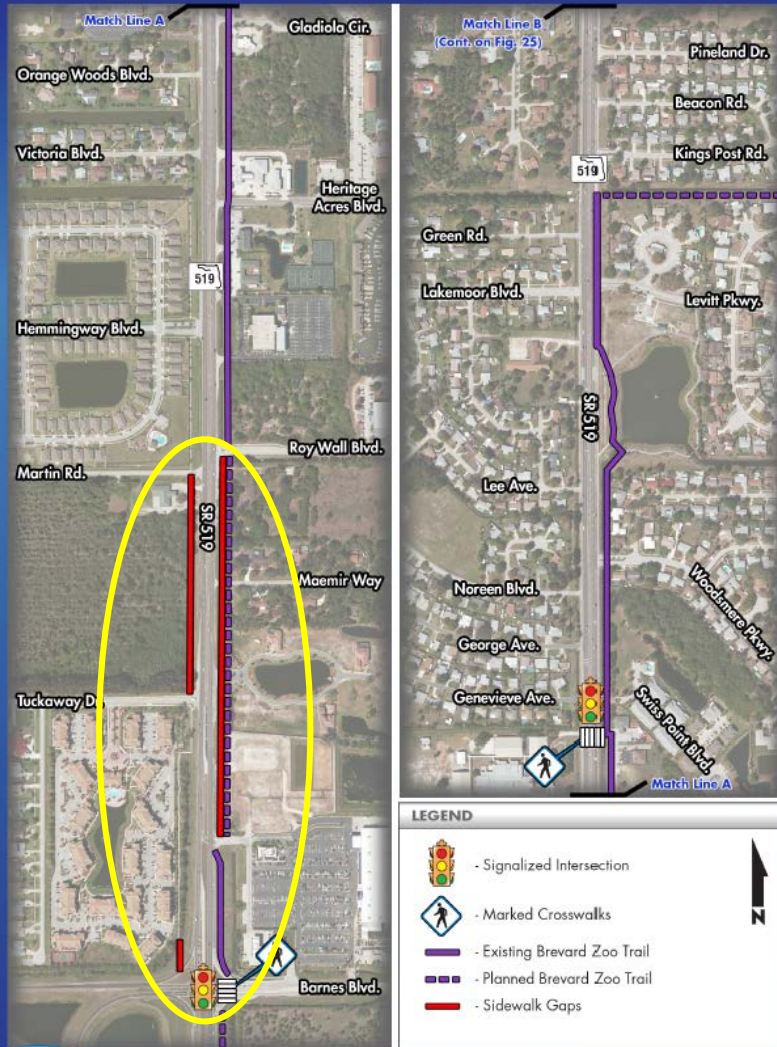 Match Line A
Gladiola Cir.
Orange Woods Blvd.
Victoria Blvd.
Heritage
Acres Blvd.
519
Hemmingway Blvd.
Roy Wall Blvd.
Martin Rd.
SR 519
Maemir Way
Tuckaway Dr.
Barnes Blvd.
Match Line B
(Cont. on Fig. 25)
Pineland Dr.
Beacon Rd.
Kings Post Rd.
519
Green Rd.
Lakemoor Blvd.
Levitt Pkwy.
SR 519
Lee Ave.
Noreen Blvd.
Woodsmere Pkwy.
George Ave.
Genevieve Ave.
Swiss Point Blvd.
Match Line A
LEGEND
- Signalized Intersection
- Marked Crosswalks
- Existing Brevard Zoo Trail
- Planned Brevard Zoo Trail
- Sidewalk Gaps
N